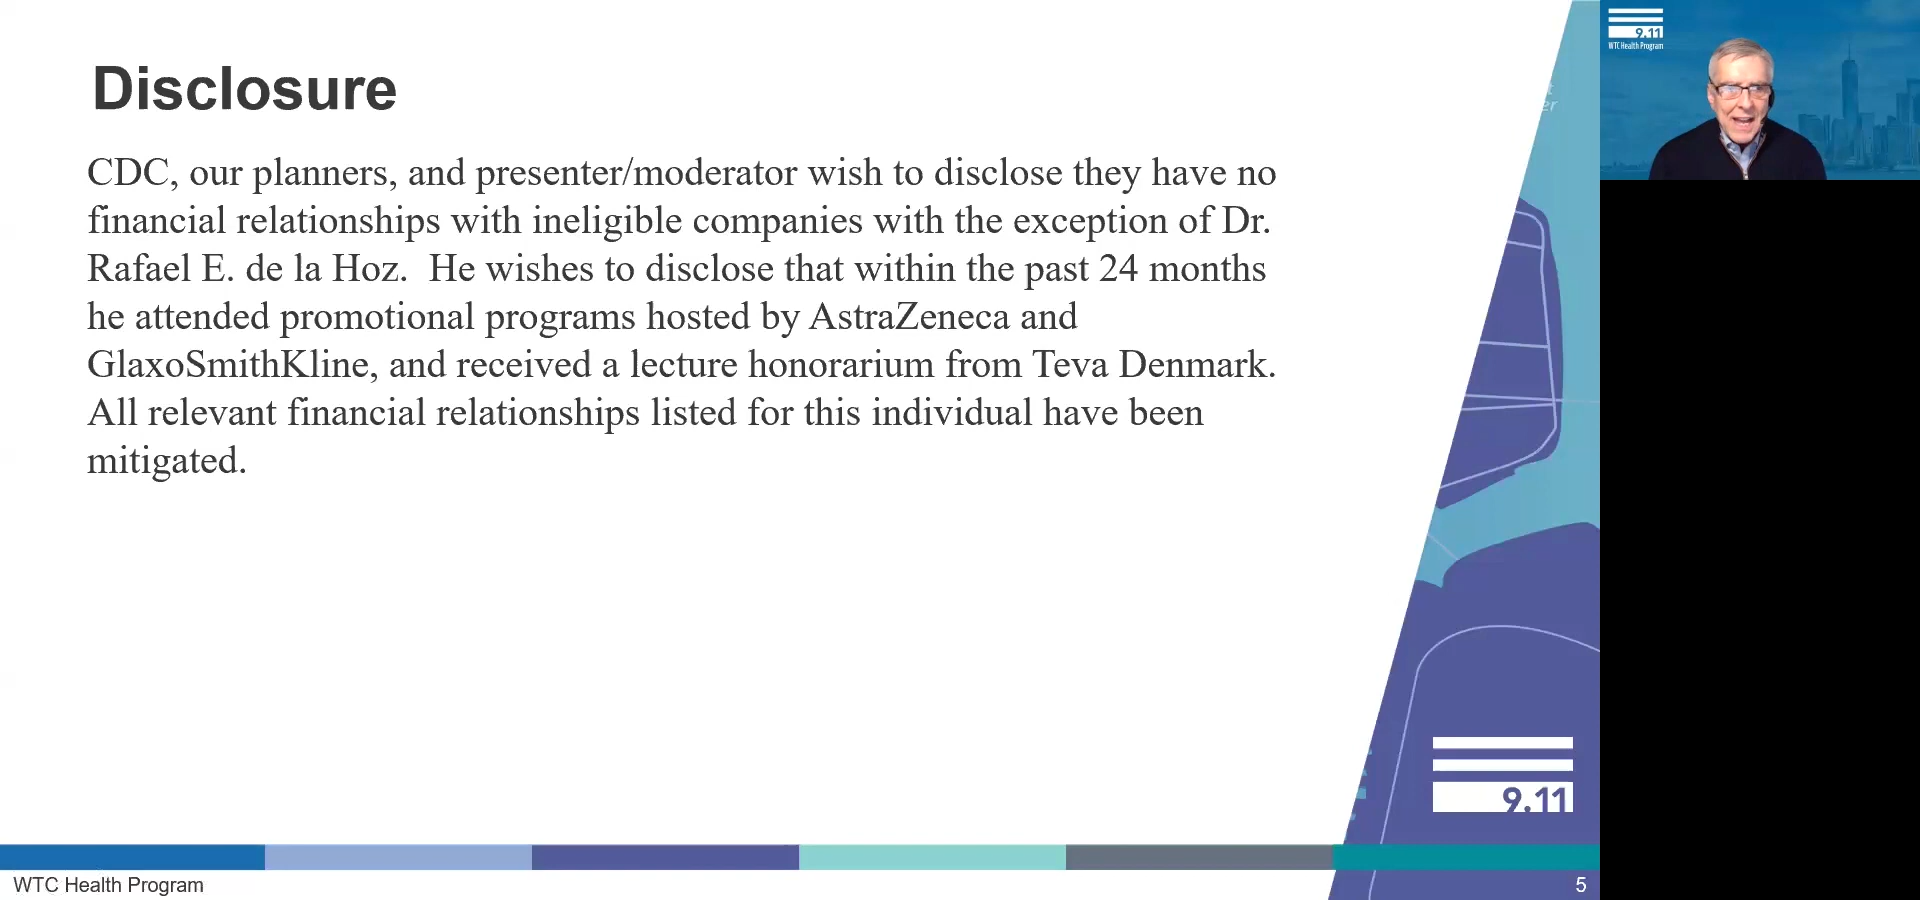 Disclosure
CDC, our planners, and presenter/moderator wish to disclose they have no
financial relationships with ineligible companies with the exception of Dr.
Rafael E. de la Hoz.  He wishes to disclose that within the past 24 months
he attended promotional programs hosted by AstraZeneca and
GlaxoSmithKline, and received a lecture honorarium from Teva Denmark.
All relevant financial relationships listed for this individual have been
mitigated.
9.11
WTC Health Program
5
9.11
WTC Health Program